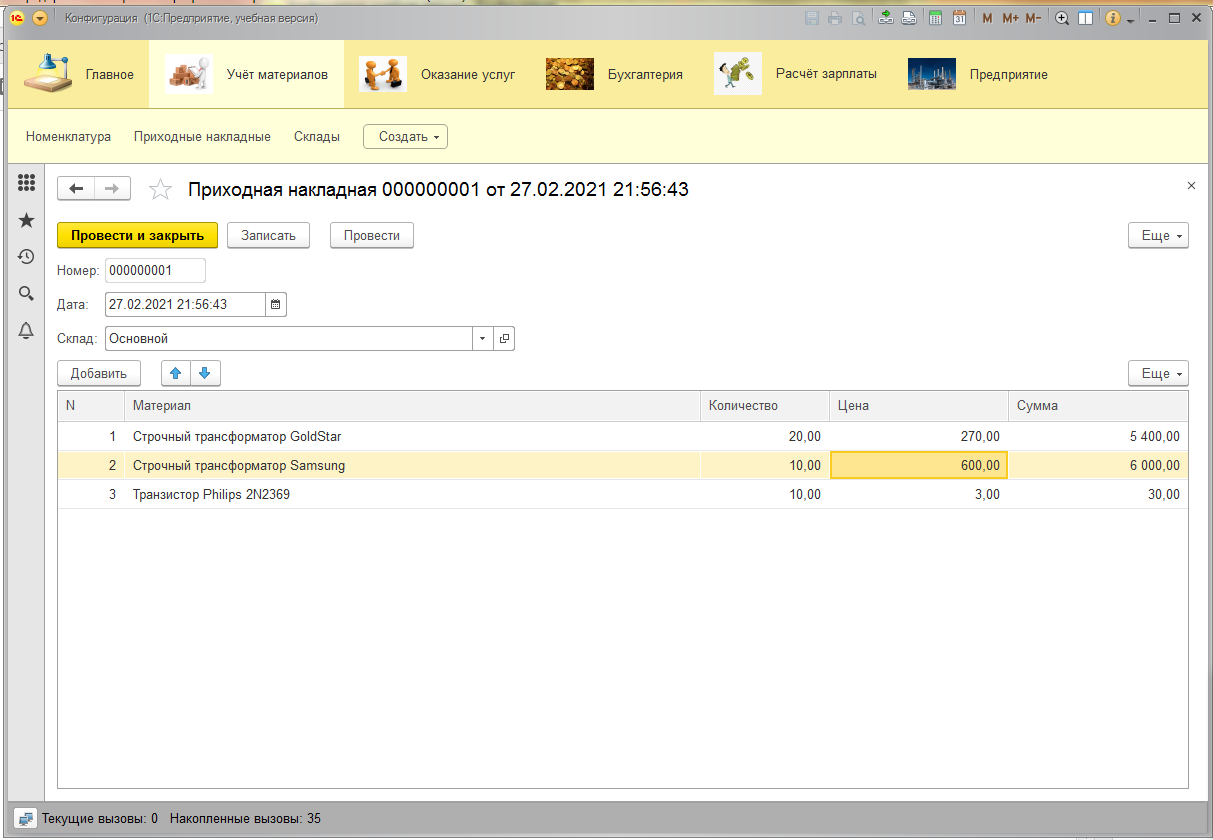 Конфигурация (1С:Предприятие, учебная версия)
M M+ M-
Главное Учёт материалов Оказание услуг Бухгалтерия Расчёт зарплаты Предприятие
Номенклатура Приходные накладные Склады Создать
Приходная накладная 000000001 от 27.02.2021 21:56:43
Провести и закрыть Записать Провести Еще
Номер: 000000001
Дата: 27.02.2021 21:56:43
Склад: Основной
Добавить Еще
N Материал Количество Цена Сумма
1 Строчный трансформатор GoldStar 20,00 270,00 5 400,00
2 Строчный трансформатор Samsung 10,00 600,00 6 000,00
3 Транзистор Philips 2N2369 10,00 3,00 30,00
Текущие вызовы: 0 Накопленные вызовы: 35